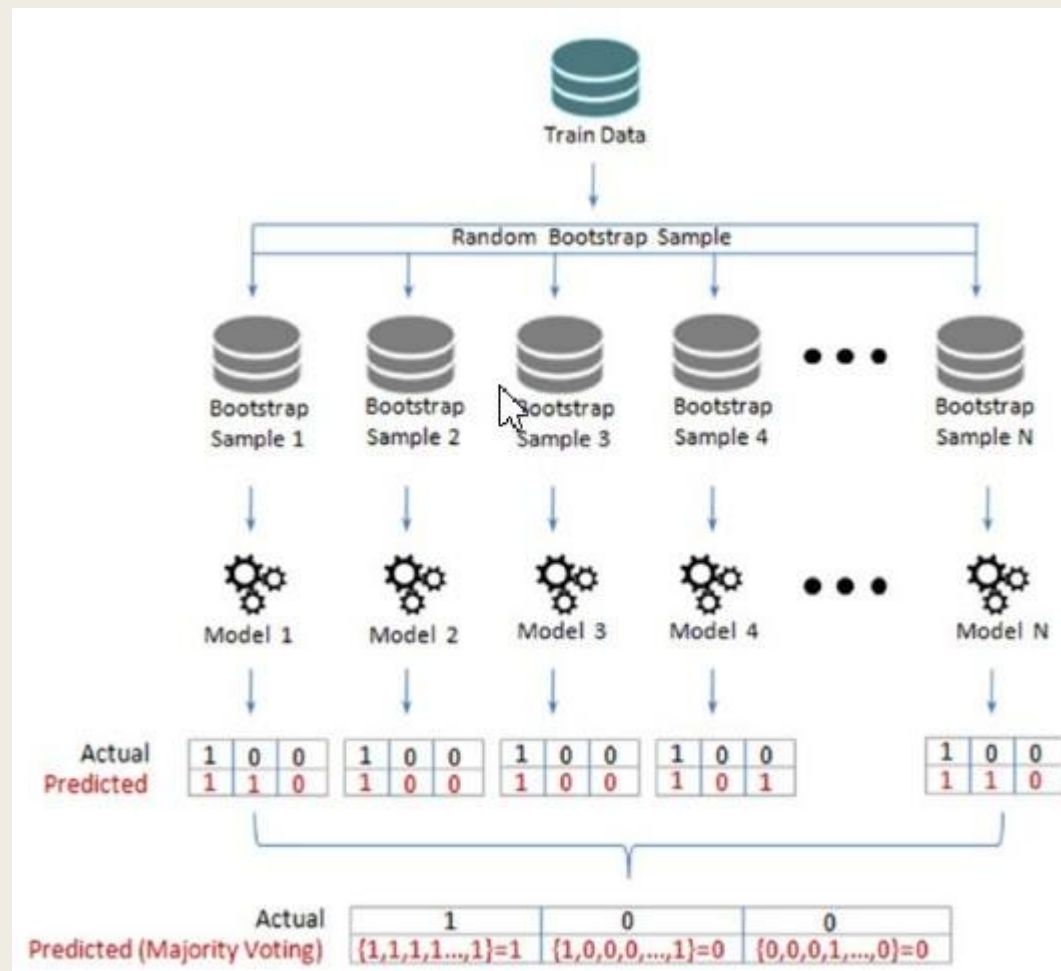 Train Data
Random Bootstrap Sample
Bootstrap Sample 1
Bootstrap Sample 2
Bootstrap Sample 3
Bootstrap Sample 4
Bootstrap Sample N
Model 1
Model 2
Model 3
Model 4
Model N
Actual 1 0 0 1 0 0 1 0 0 1 0 0 1 0 0
Predicted 1 1 0 1 0 0 1 0 0 1 0 1 1 1 0
Actual 1 0 0
Predicted (Majority Voting) {1,1,1,1...,1}=1 {1,0,0,0,...,1}=0 {0,0,0,1,...,0}=0